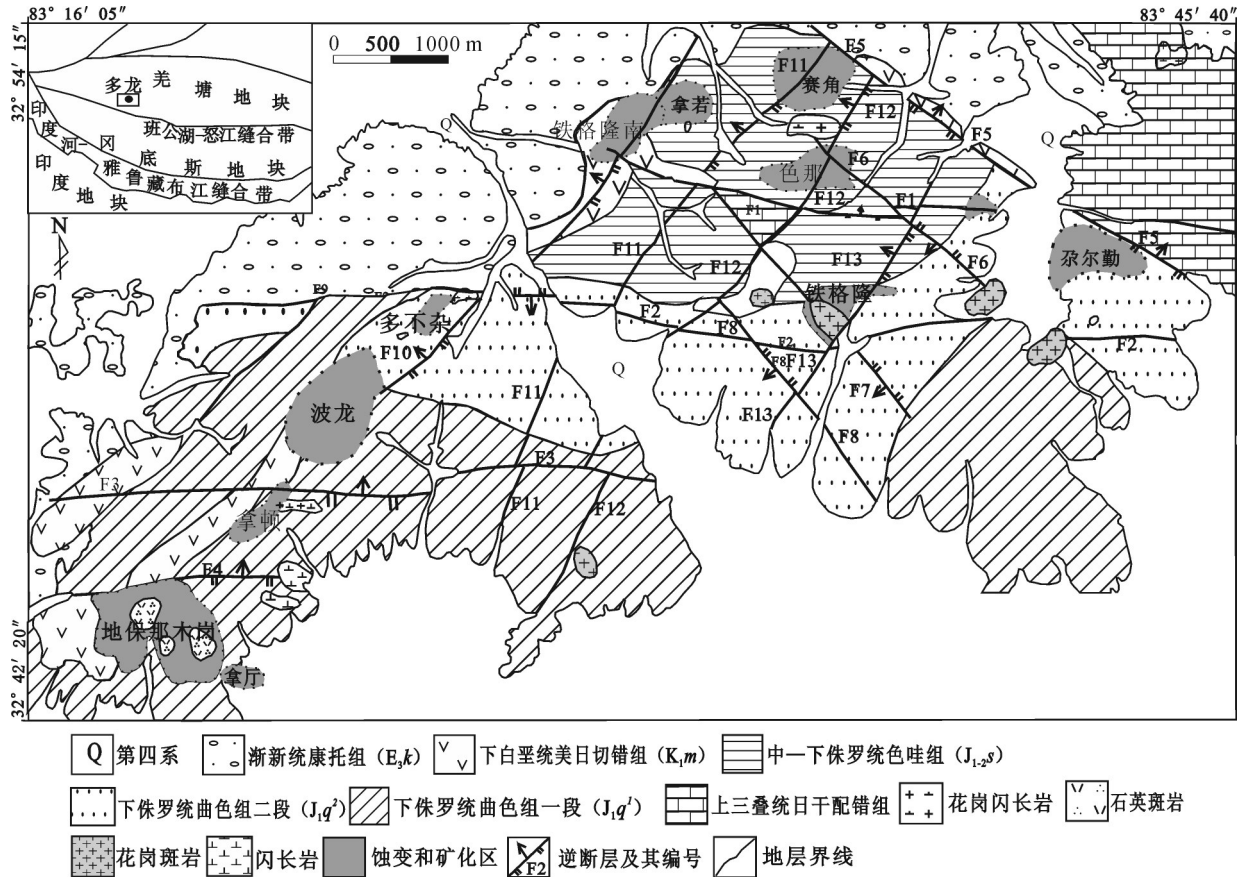 83° 16′ 05″
83° 45′ 40″
32° 54′ 15″
32° 42′ 20″
0 500 1000 m
N
多龙
羌塘地块
班公湖-怒江缝合带
冈底斯地块
印度河-雅鲁藏布江缝合带
印度地块
Q
铁格隆南
拿若
F11
赛角
F5
F12
F5
Q
色那
F6
F12
F1
F1
F11
F12
F13
F6
尕尔勤
F5
铁格隆
F9
多不杂
F10
F2
F8
F2
F8
F13
F2
Q
F11
F7
波龙
F13
F8
F3
F3
F11
F12
拿顿
F4
地保那木岗
拿厅
Q 第四系
渐新统康托组（E₃k）
下白垩统美日切错组（K₁m）
中—下侏罗统色哇组（J₁₋₂s）
下侏罗统曲色组二段（J₁q²）
下侏罗统曲色组一段（J₁q¹）
上三叠统日干配错组
花岗闪长岩
石英斑岩
花岗斑岩
闪长岩
蚀变和矿化区
F2 逆断层及其编号
地层界线